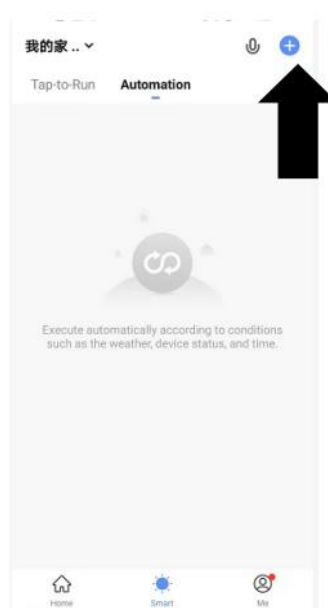 我的家 ..
Tap-to-Run Automation
Execute automatically according to conditions
such as the weather, device status, and time.
Home Smart Me